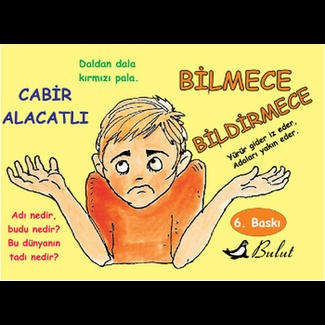 Daldan dala
kırmızı pala.
BİLMECE
BİLDİRMECE
CABİR
ALACATLI
Yürür gider iz eder,
Adaları yakın eder.
Adı nedir,
budu nedir?
Bu dünyanın
tadı nedir?
6. Baskı
Bulut